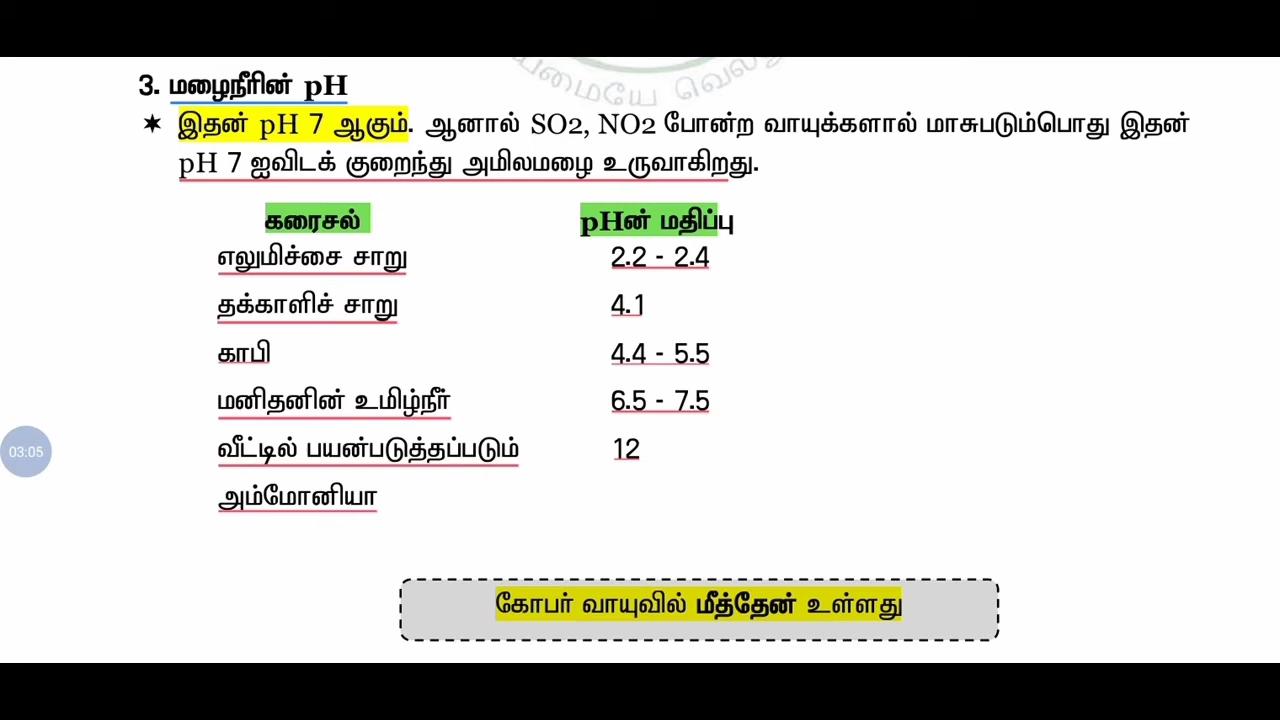 யமையே வெல
3. மழைநீரின் pH
✶ இதன் pH 7 ஆகும். ஆனால் SO2, NO2 போன்ற வாயுக்களால் மாசுபடும்பொது இதன்
pH 7 ஐவிடக் குறைந்து அமிலமழை உருவாகிறது.
கரைசல் pHன் மதிப்பு
எலுமிச்சை சாறு 2.2 - 2.4
தக்காளிச் சாறு 4.1
காபி 4.4 - 5.5
மனிதனின் உமிழ்நீர் 6.5 - 7.5
வீட்டில் பயன்படுத்தப்படும் 12
அம்மோனியா
03:05
கோபர் வாயுவில் மீத்தேன் உள்ளது